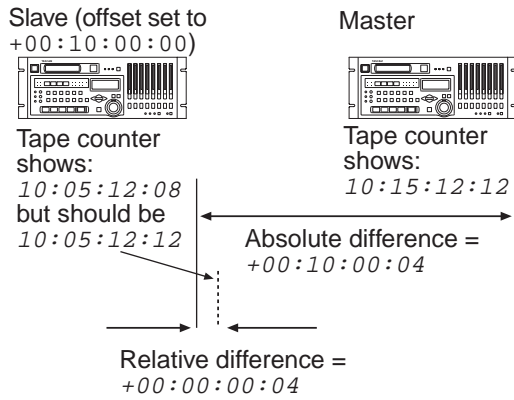 Slave (offset set to
+00:10:00:00)
Master
Tape counter
shows:
10:05:12:08
but should be
10:05:12:12
Tape counter
shows:
10:15:12:12
Absolute difference =
+00:10:00:04
Relative difference =
+00:00:00:04